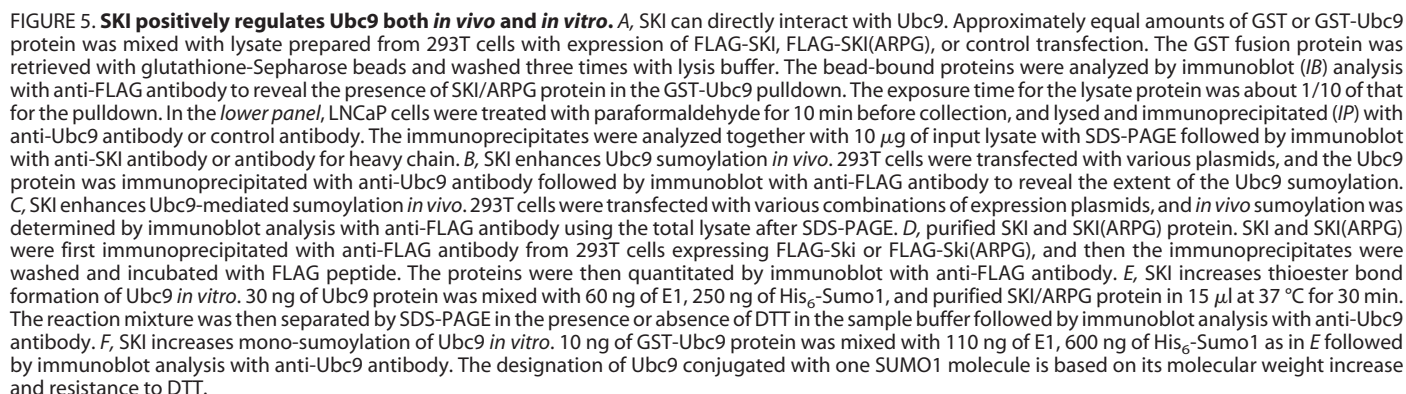 FIGURE 5. SKI positively regulates Ubc9 both in vivo and in vitro. A, SKI can directly interact with Ubc9. Approximately equal amounts of GST or GST-Ubc9
protein was mixed with lysate prepared from 293T cells with expression of FLAG-SKI, FLAG-SKI(ARPG), or control transfection. The GST fusion protein was
retrieved with glutathione-Sepharose beads and washed three times with lysis buffer. The bead-bound proteins were analyzed by immunoblot (IB) analysis
with anti-FLAG antibody to reveal the presence of SKI/ARPG protein in the GST-Ubc9 pulldown. The exposure time for the lysate protein was about 1/10 of that
for the pulldown. In the lower panel, LNCaP cells were treated with paraformaldehyde for 10 min before collection, and lysed and immunoprecipitated (IP) with
anti-Ubc9 antibody or control antibody. The immunoprecipitates were analyzed together with 10 μg of input lysate with SDS-PAGE followed by immunoblot
with anti-SKI antibody or antibody for heavy chain. B, SKI enhances Ubc9 sumoylation in vivo. 293T cells were transfected with various plasmids, and the Ubc9
protein was immunoprecipitated with anti-Ubc9 antibody followed by immunoblot with anti-FLAG antibody to reveal the extent of the Ubc9 sumoylation.
C, SKI enhances Ubc9-mediated sumoylation in vivo. 293T cells were transfected with various combinations of expression plasmids, and in vivo sumoylation was
determined by immunoblot analysis with anti-FLAG antibody using the total lysate after SDS-PAGE. D, purified SKI and SKI(ARPG) protein. SKI and SKI(ARPG)
were first immunoprecipitated with anti-FLAG antibody from 293T cells expressing FLAG-Ski or FLAG-Ski(ARPG), and then the immunoprecipitates were
washed and incubated with FLAG peptide. The proteins were then quantitated by immunoblot with anti-FLAG antibody. E, SKI increases thioester bond
formation of Ubc9 in vitro. 30 ng of Ubc9 protein was mixed with 60 ng of E1, 250 ng of His₆-Sumo1, and purified SKI/ARPG protein in 15 μl at 37 °C for 30 min.
The reaction mixture was then separated by SDS-PAGE in the presence or absence of DTT in the sample buffer followed by immunoblot analysis with anti-Ubc9
antibody. F, SKI increases mono-sumoylation of Ubc9 in vitro. 10 ng of GST-Ubc9 protein was mixed with 110 ng of E1, 600 ng of His₆-Sumo1 as in E followed
by immunoblot analysis with anti-Ubc9 antibody. The designation of Ubc9 conjugated with one SUMO1 molecule is based on its molecular weight increase
and resistance to DTT.